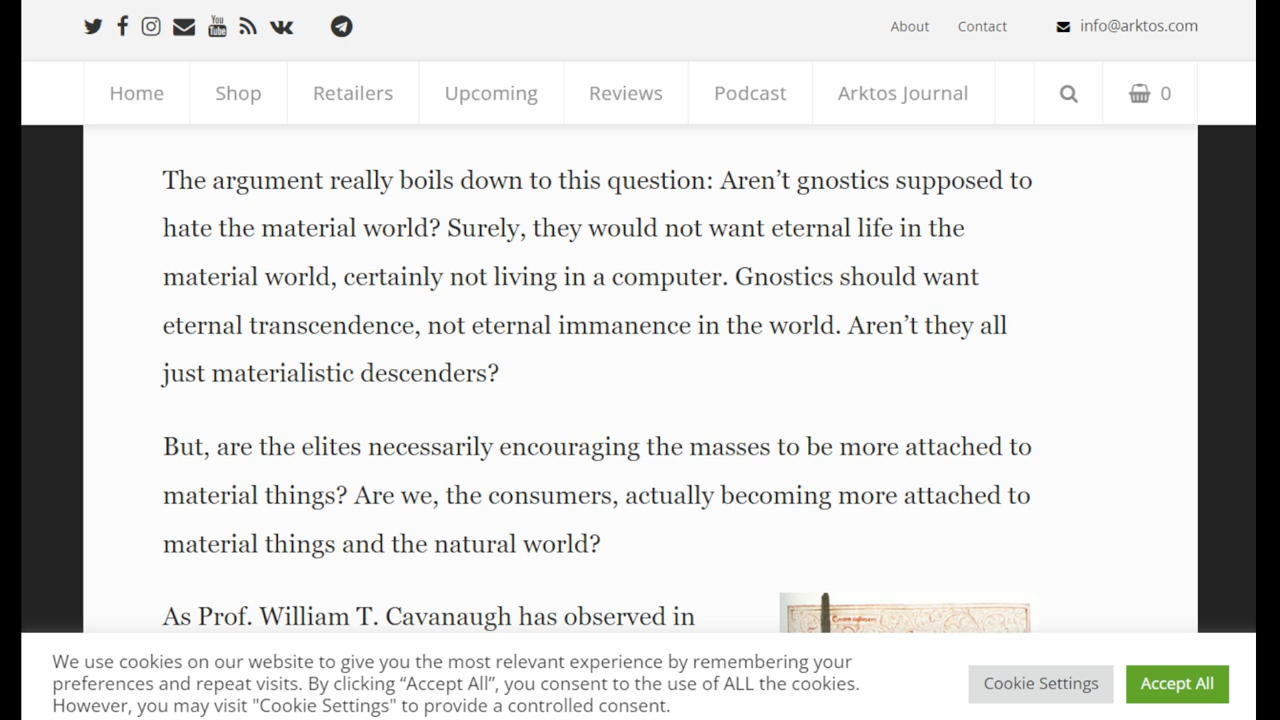 You
Tube
About
Contact
info@arktos.com
Home
Shop
Retailers
Upcoming
Reviews
Podcast
Arktos Journal
0
The argument really boils down to this question: Aren’t gnostics supposed to
hate the material world? Surely, they would not want eternal life in the
material world, certainly not living in a computer. Gnostics should want
eternal transcendence, not eternal immanence in the world. Aren’t they all
just materialistic descenders?
But, are the elites necessarily encouraging the masses to be more attached to
material things? Are we, the consumers, actually becoming more attached to
material things and the natural world?
As Prof. William T. Cavanaugh has observed in
We use cookies on our website to give you the most relevant experience by remembering your
preferences and repeat visits. By clicking “Accept All”, you consent to the use of ALL the cookies.
However, you may visit "Cookie Settings" to provide a controlled consent.
Cookie Settings
Accept All